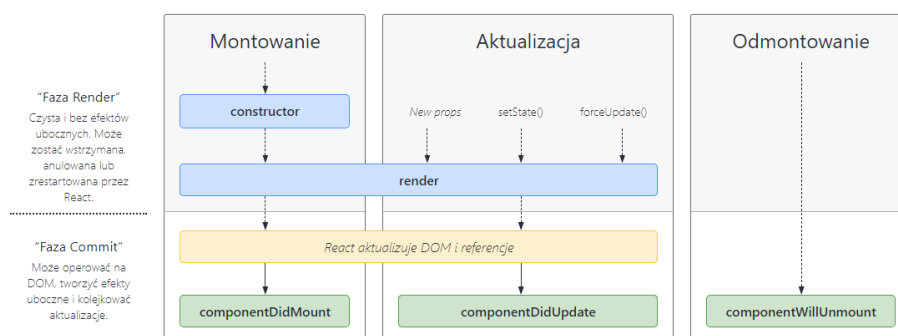 Montowanie
Aktualizacja
Odmontowanie
"Faza Render"
Czysta i bez efektów
ubocznych. Może
zostać wstrzymana,
anulowana lub
zrestartowana przez
React.
constructor
New props
setState()
forceUpdate()
render
"Faza Commit"
Może operować na
DOM, tworzyć efekty
uboczne i kolejkować
aktualizacje.
React aktualizuje DOM i referencje
componentDidMount
componentDidUpdate
componentWillUnmount